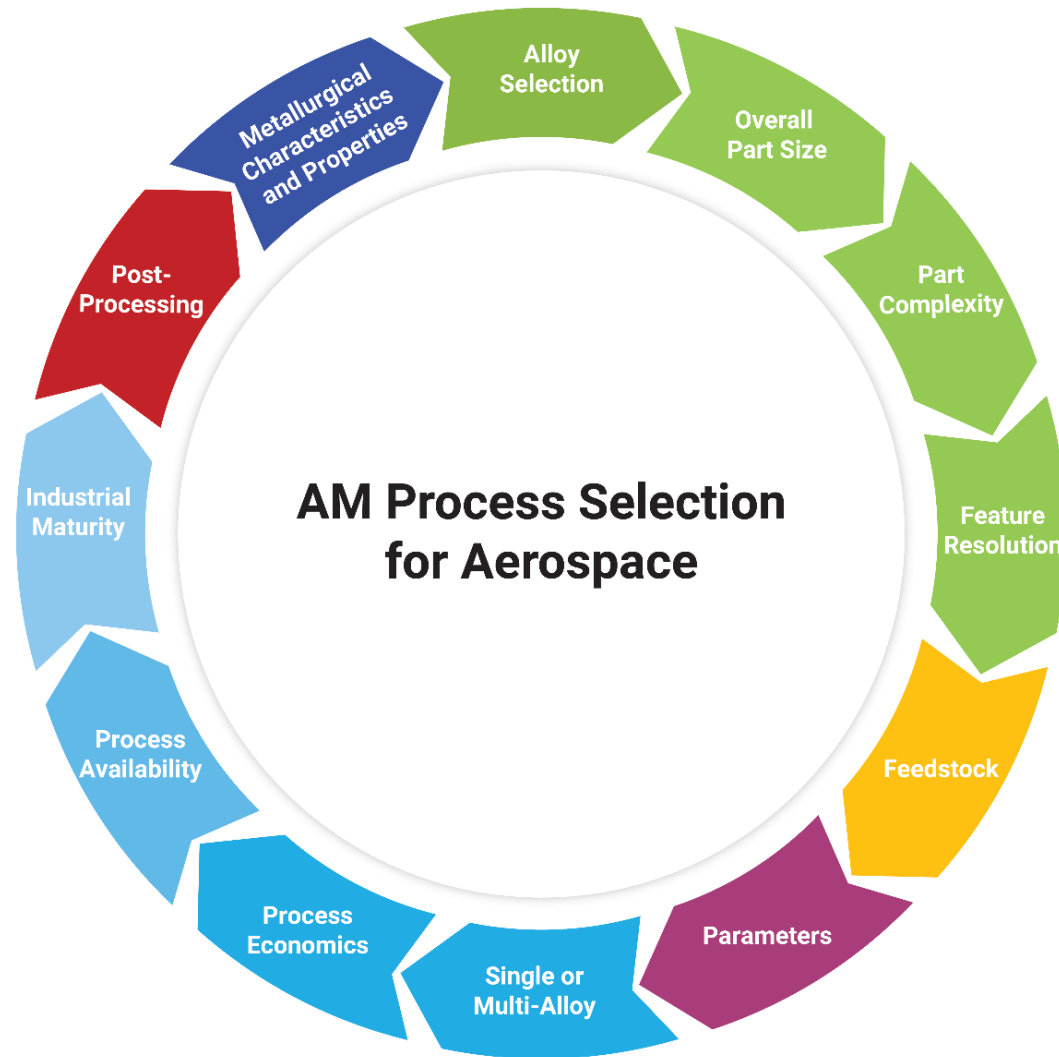 AM Process Selection
for Aerospace
Alloy
Selection
Overall
Part Size
Part
Complexity
Feature
Resolution
Feedstock
Parameters
Single or
Multi-Alloy
Process
Economics
Process
Availability
Industrial
Maturity
Post-
Processing
Metallurgical
Characteristics
and Properties